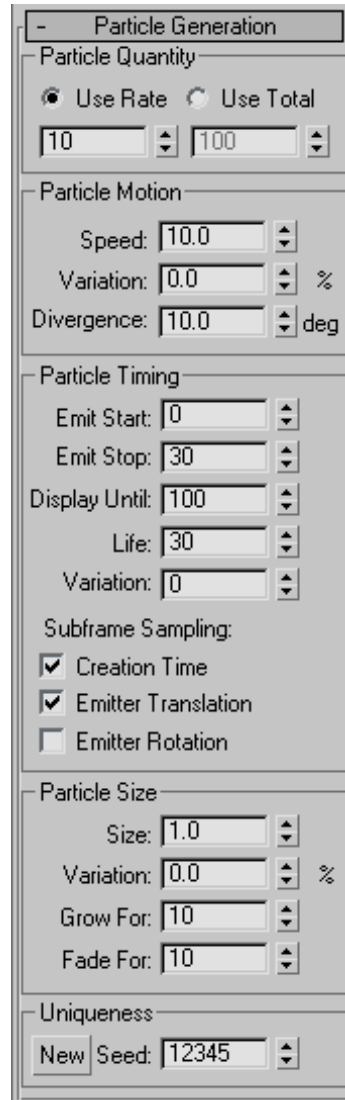 - Particle Generation
Particle Quantity
Use Rate Use Total
10 100
Particle Motion
Speed: 10.0
Variation: 0.0 %
Divergence: 10.0 deg
Particle Timing
Emit Start: 0
Emit Stop: 30
Display Until: 100
Life: 30
Variation: 0
Subframe Sampling:
Creation Time
Emitter Translation
Emitter Rotation
Particle Size
Size: 1.0
Variation: 0.0 %
Grow For: 10
Fade For: 10
Uniqueness
New Seed: 12345